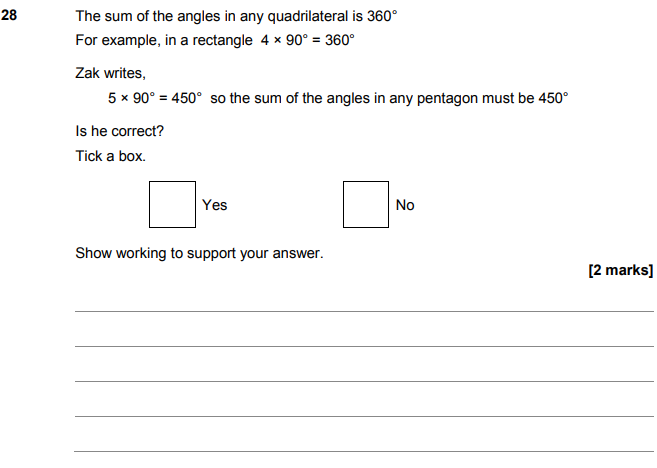 28 The sum of the angles in any quadrilateral is 360°
For example, in a rectangle 4 × 90° = 360°
Zak writes,
5 × 90° = 450° so the sum of the angles in any pentagon must be 450°
Is he correct?
Tick a box.
Yes No
Show working to support your answer.
[2 marks]